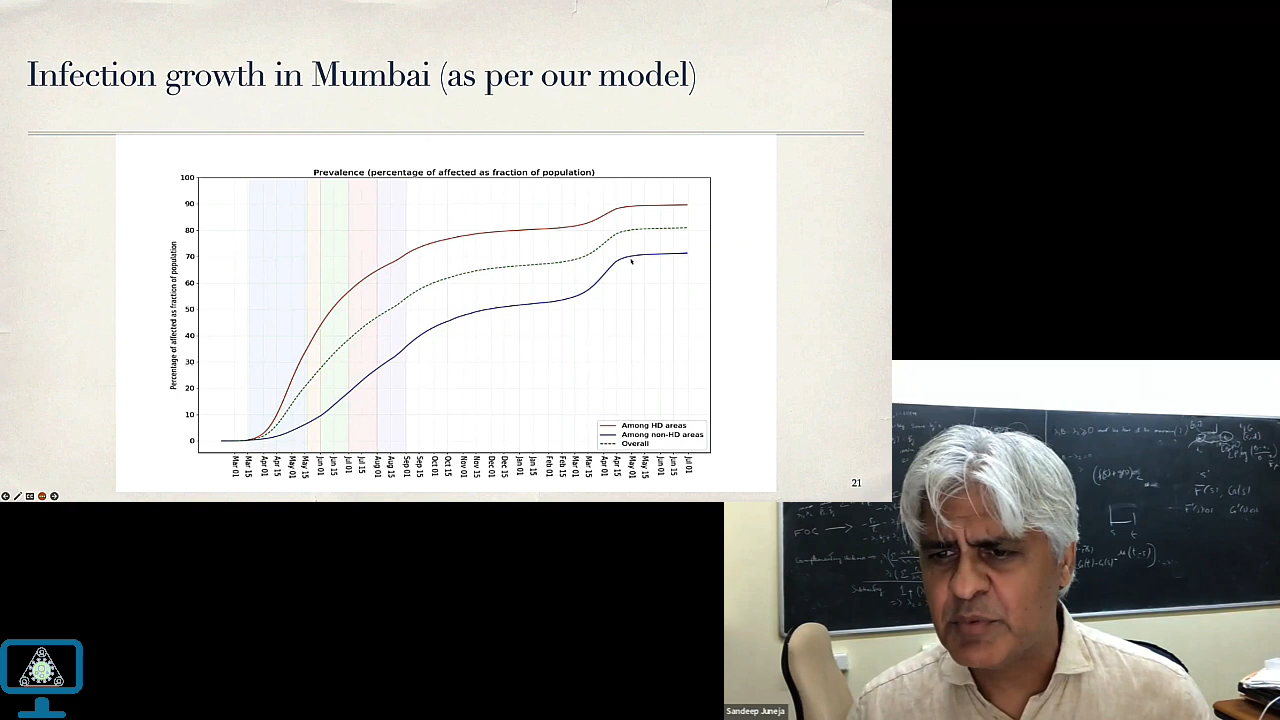 Infection growth in Mumbai (as per our model)
Prevalence (percentage of affected as fraction of population)
Percentage of affected as fraction of population
100
90
80
70
60
50
40
30
20
10
0
Among HD areas
Among non-HD areas
Overall
Mar 01
Mar 15
Apr 01
Apr 15
May 01
May 15
Jun 01
Jun 15
Jul 01
Jul 15
Aug 01
Aug 15
Sep 01
Sep 15
Oct 01
Oct 15
Nov 01
Nov 15
Dec 01
Dec 15
Jan 01
Jan 15
Feb 01
Feb 15
Mar 01
Mar 15
Apr 01
Apr 15
May 01
May 15
Jun 01
Jun 15
Jul 01
21
FOC
Sandeep Juneja